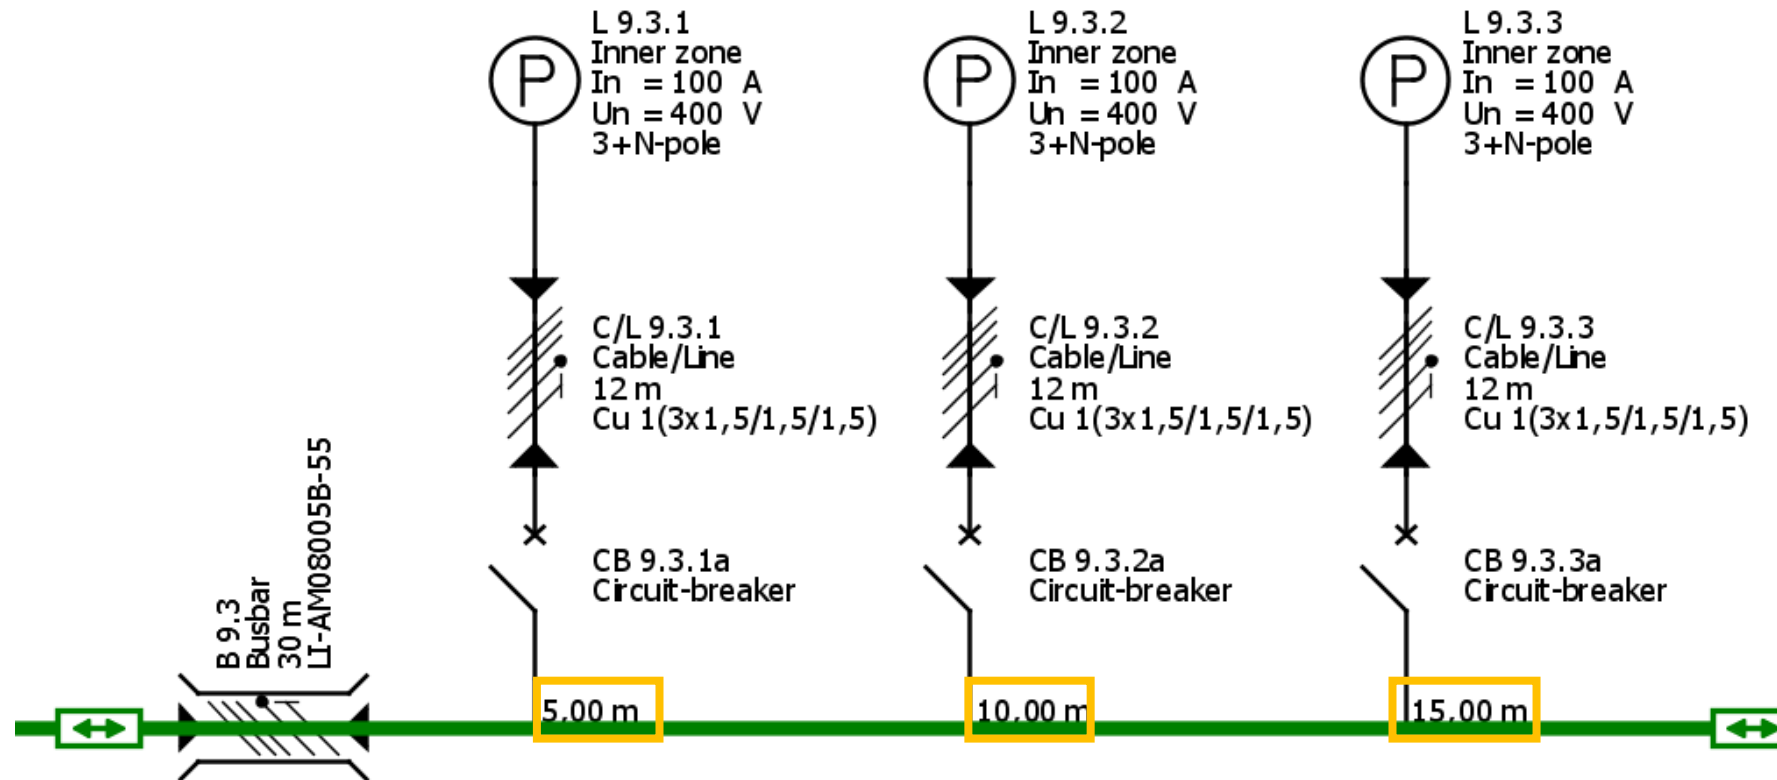 L 9.3.1
Inner zone
In = 100 A
Un = 400 V
3+N-pole
L 9.3.2
Inner zone
In = 100 A
Un = 400 V
3+N-pole
L 9.3.3
Inner zone
In = 100 A
Un = 400 V
3+N-pole
P
P
P
C/L 9.3.1
Cable/Line
12 m
Cu 1(3x1,5/1,5/1,5)
C/L 9.3.2
Cable/Line
12 m
Cu 1(3x1,5/1,5/1,5)
C/L 9.3.3
Cable/Line
12 m
Cu 1(3x1,5/1,5/1,5)
B 9.3
Busbar
30 m
LI-AM08005B-55
CB 9.3.1a
Circuit-breaker
CB 9.3.2a
Circuit-breaker
CB 9.3.3a
Circuit-breaker
5,00 m
10,00 m
15,00 m